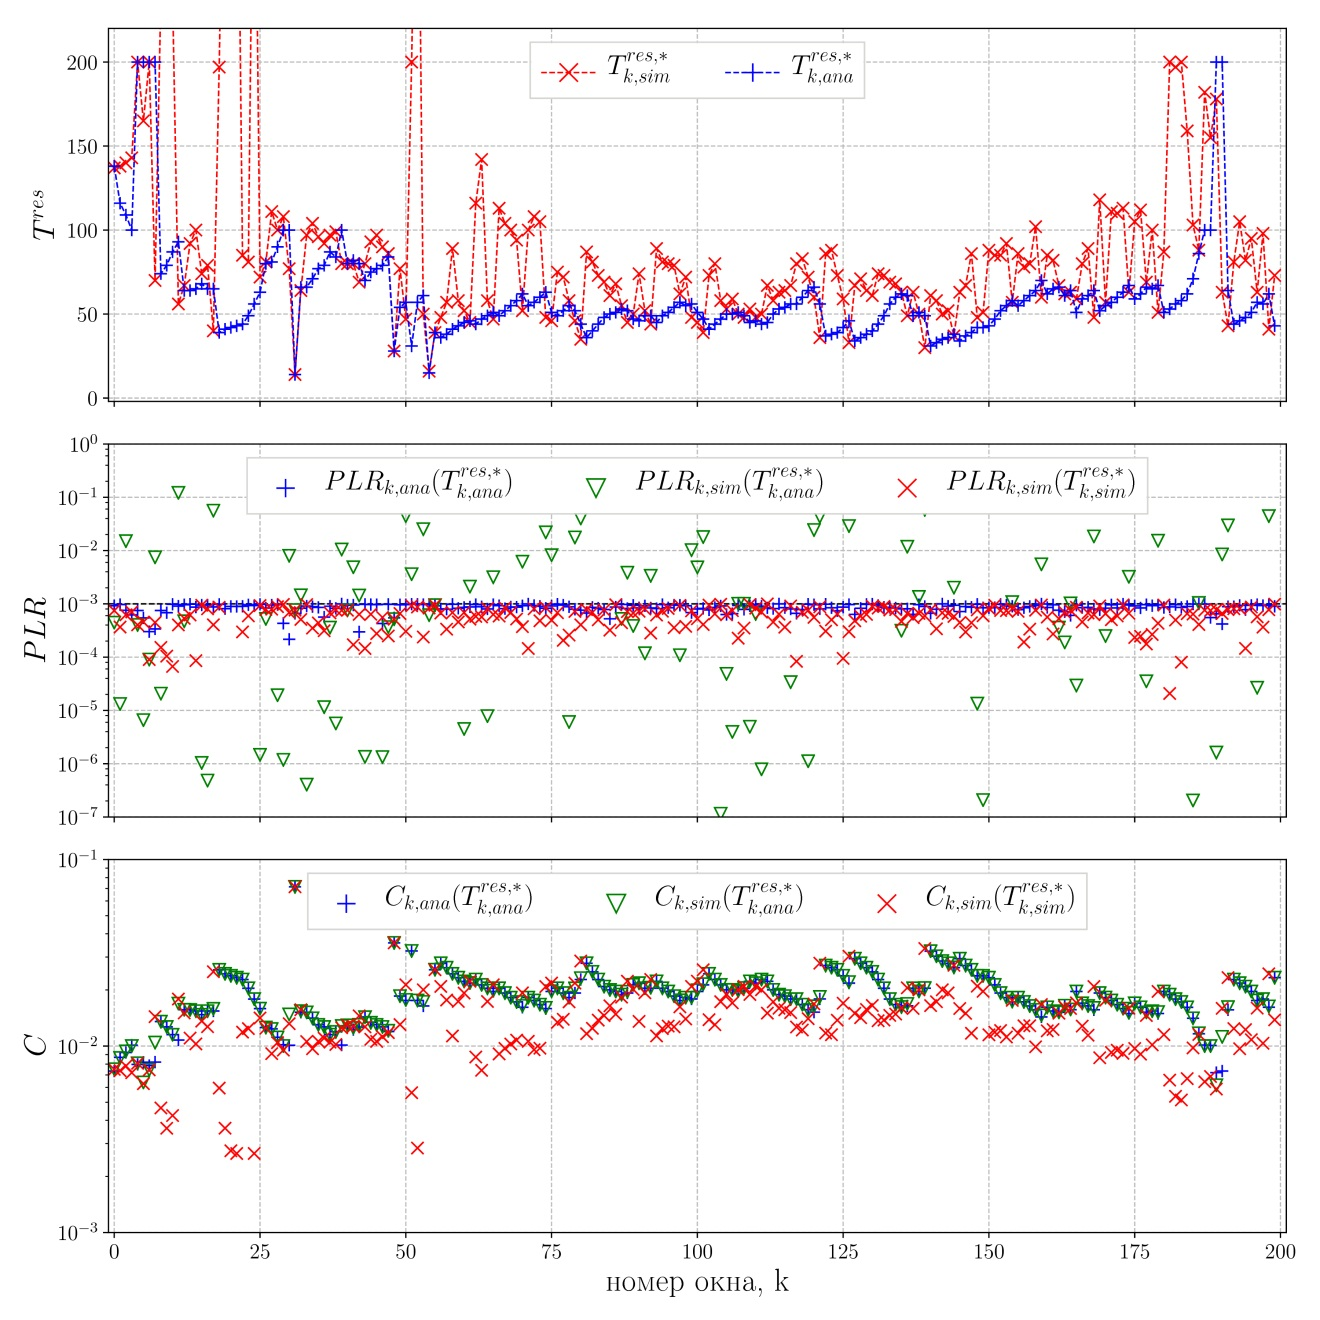 200
150
100
50
0
T^{res}
T^{res,*}_{k,sim} T^{res,*}_{k,ana}
10^0
10^{-1}
10^{-2}
10^{-3}
10^{-4}
10^{-5}
10^{-6}
10^{-7}
PLR
PLR_{k,ana}(T^{res,*}_{k,ana}) PLR_{k,sim}(T^{res,*}_{k,ana}) PLR_{k,sim}(T^{res,*}_{k,sim})
10^{-1}
10^{-2}
10^{-3}
C
C_{k,ana}(T^{res,*}_{k,ana}) C_{k,sim}(T^{res,*}_{k,ana}) C_{k,sim}(T^{res,*}_{k,sim})
0 25 50 75 100 125 150 175 200
номер окна, k